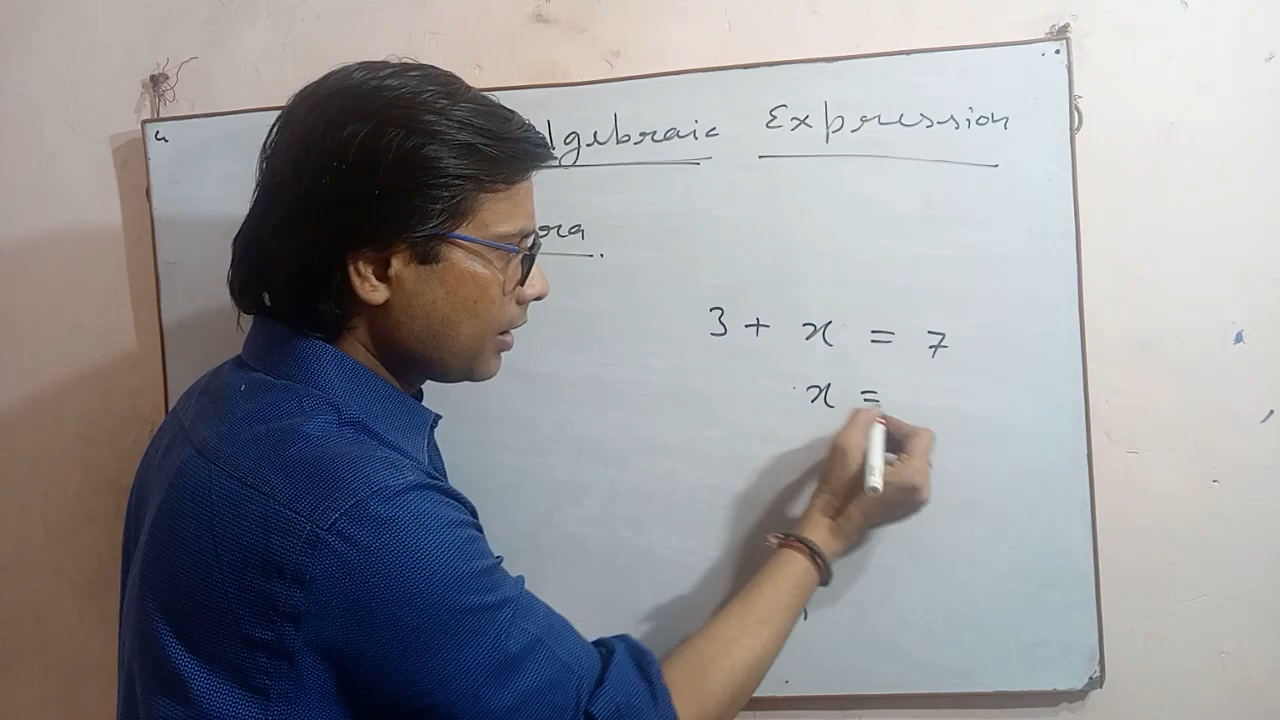 lgebraic Expression
ra
3 + x = 7
x =